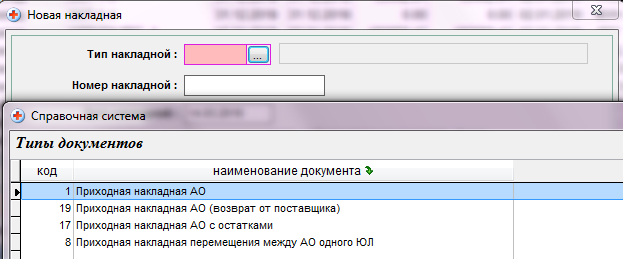 Новая накладная
Тип накладной : ...
Номер накладной :
Справочная система
Типы документов
код наименование документа
1 Приходная накладная АО
19 Приходная накладная АО (возврат от поставщика)
17 Приходная накладная АО с остатками
8 Приходная накладная перемещения между АО одного ЮЛ